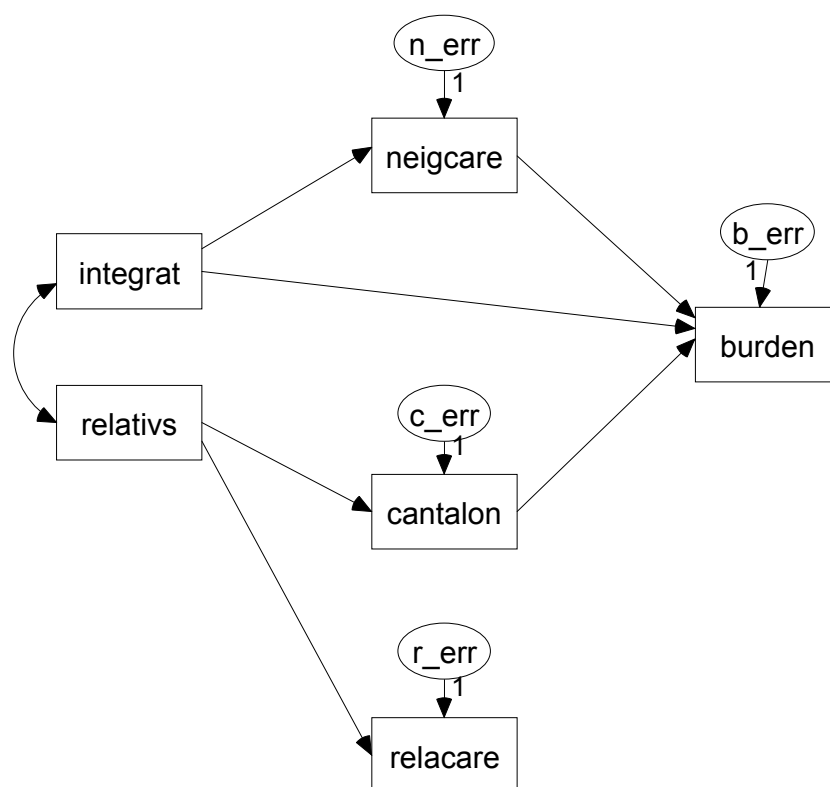 n_err
1
neigcare
integrat
b_err
1
burden
relativs
c_err
1
cantalon
r_err
1
relacare